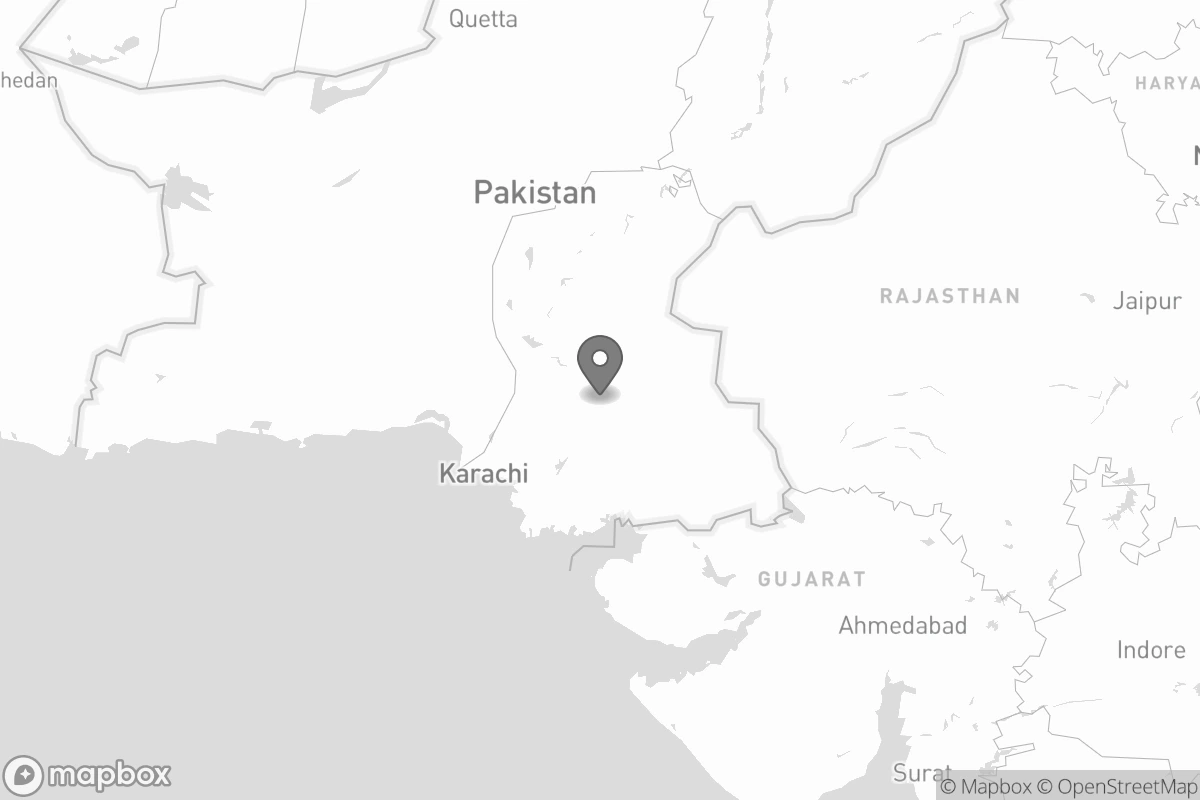 Quetta
hedan
HARYA
Pakistan
RAJASTHAN
Jaipur
Karachi
GUJARAT
Ahmedabad
Indore
Surat
mapbox
© Mapbox © OpenStreetMap